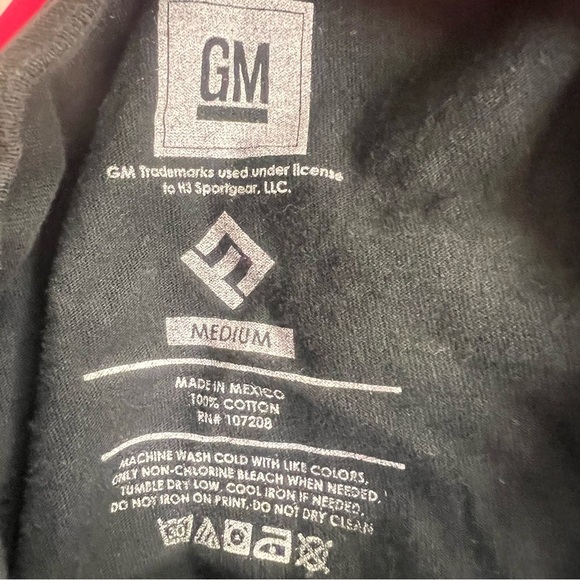 GM
GM Trademarks used under license
to H3 Sportgear, LLC.
MEDIUM
MADE IN MEXICO
100% COTTON
RN# 107208
MACHINE WASH COLD WITH LIKE COLORS,
ONLY NON-CHLORINE BLEACH WHEN NEEDED,
TUMBLE DRY LOW, COOL IRON IF NEEDED,
DO NOT IRON ON PRINT, DO NOT DRY CLEAN
30